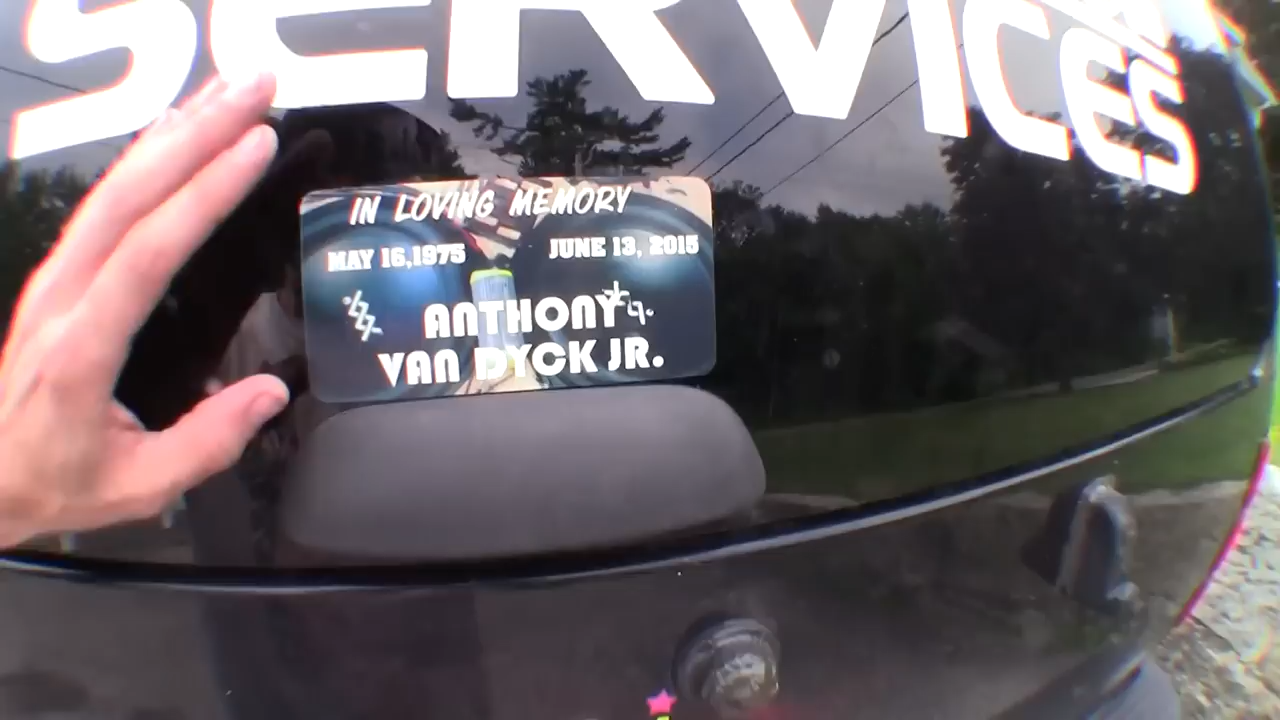 SERVICES
IN LOVING MEMORY
MAY 16,1975 JUNE 13, 2015
ANTHONY
VAN DYCK JR.